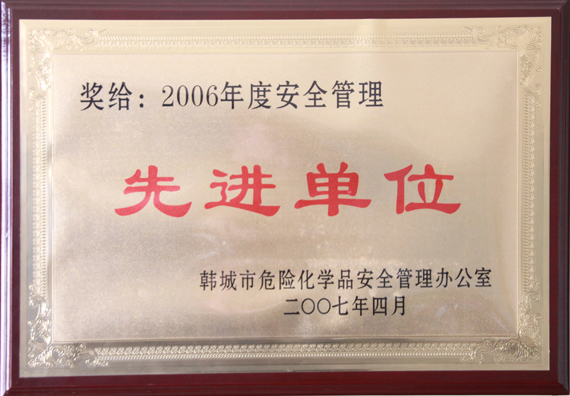 奖给：2006年度安全管理
先进单位
韩城市危险化学品安全管理办公室
二〇〇七年四月